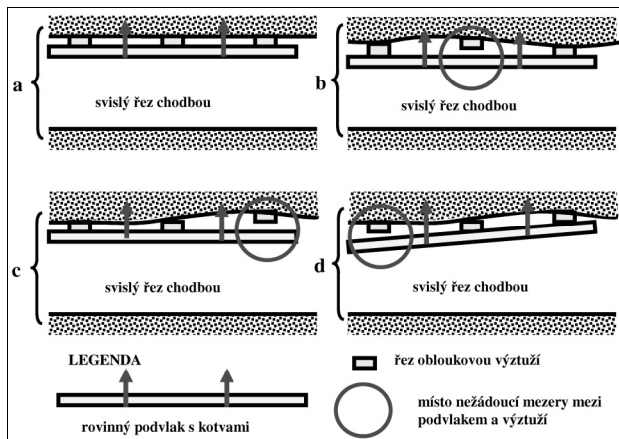 a
svislý řez chodbou
b
svislý řez chodbou
c
svislý řez chodbou
d
svislý řez chodbou
LEGENDA
rovinný podvlak s kotvami
řez obloukovou výztuží
místo nežádoucí mezery mezi
podvlakem a výztuží